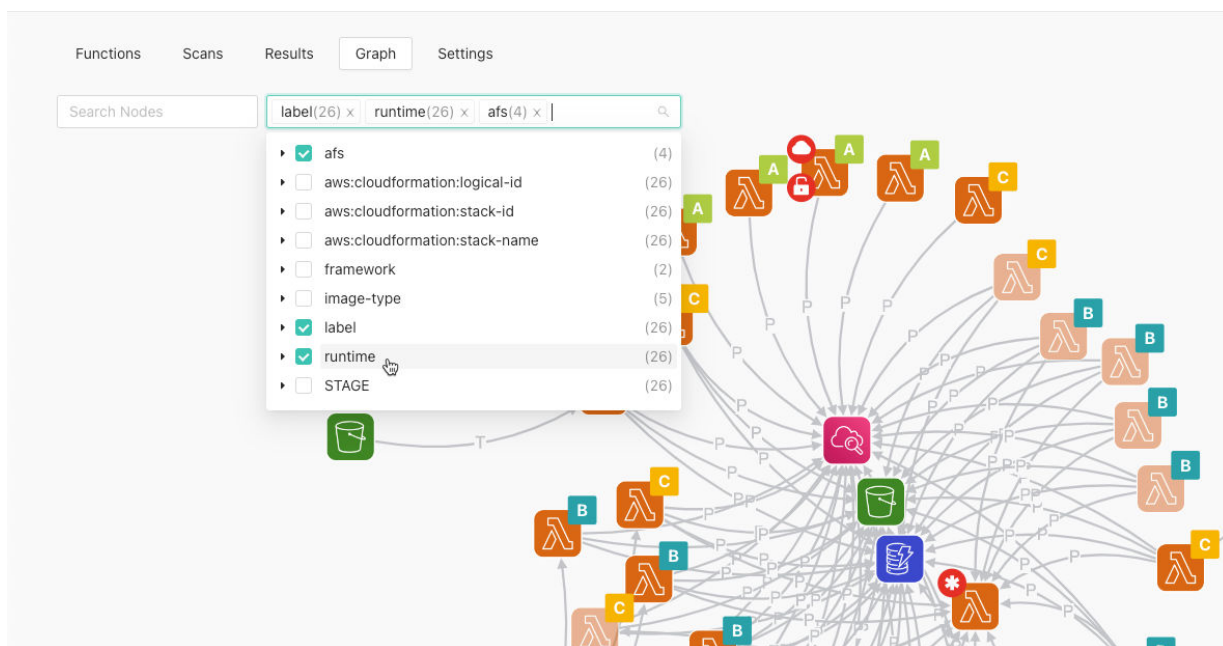 Functions Scans Results Graph Settings
Search Nodes label(26) x runtime(26) x afs(4) x
afs (4)
aws:cloudformation:logical-id (26)
aws:cloudformation:stack-id (26)
aws:cloudformation:stack-name (26)
framework (2)
image-type (5)
label (26)
runtime (26)
STAGE (26)
A
A
A
C
A
C
C
B
B
B
B
C
P
P
P
P
P
P
P
P
T
P
P
C
B
B
C
C
B
P
P
P
P